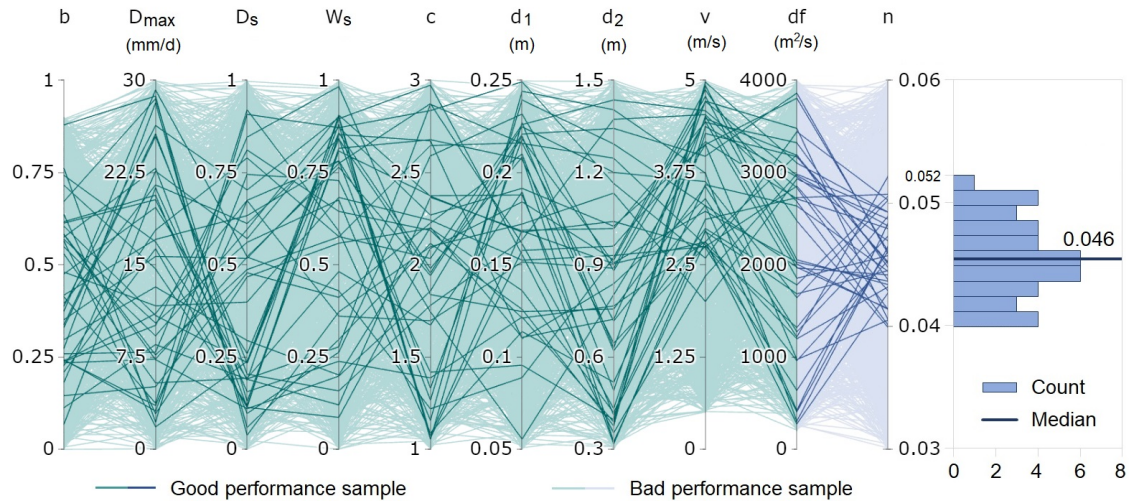 b D_max D_s W_s c d_1 d_2 v df n
(mm/d) (m) (m) (m/s) (m²/s)
1 30 1 1 3 0.25 1.5 5 4000 0.06
0.75 22.5 0.75 0.75 2.5 0.2 1.2 3.75 3000 0.052
0.05
0.046
0.5 15 0.5 0.5 2 0.15 0.9 2.5 2000
0.04
0.25 7.5 0.25 0.25 1.5 0.1 0.6 1.25 1000
Count
Median
0 0 0 0 1 0.05 0.3 0 0 0.03
0 2 4 6 8
Good performance sample Bad performance sample